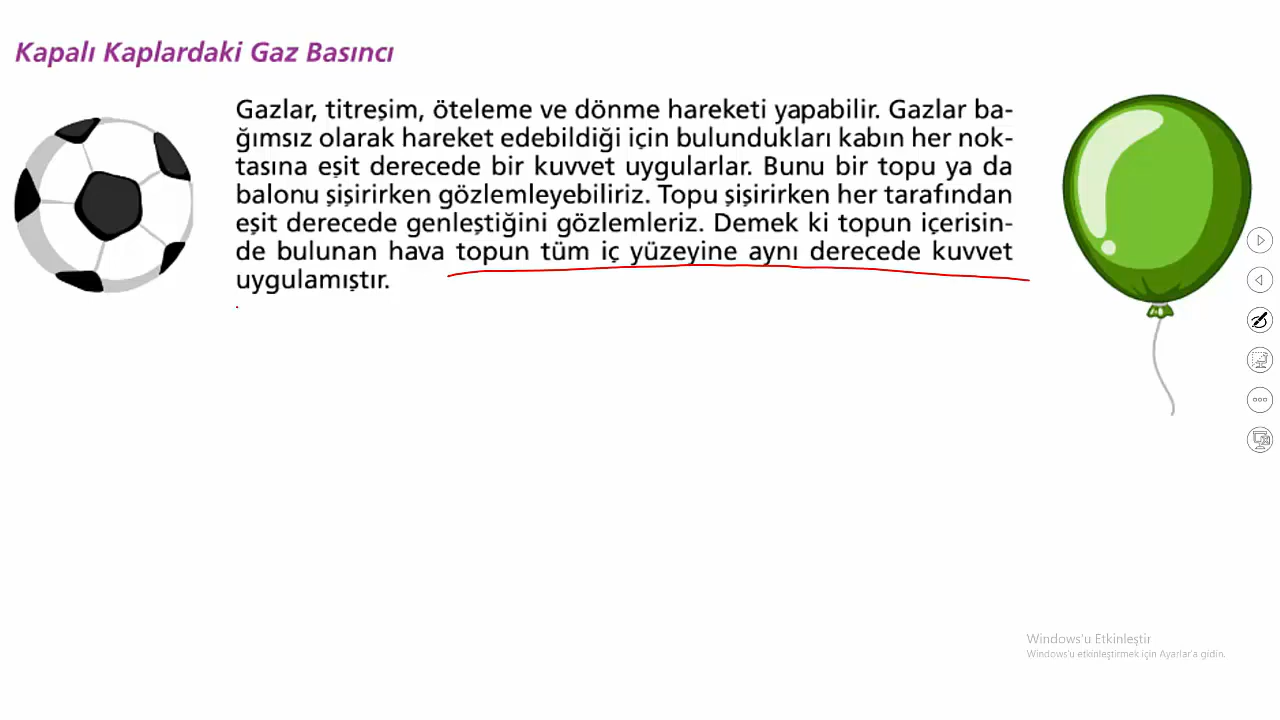 Kapalı Kaplardaki Gaz Basıncı
Gazlar, titreşim, öteleme ve dönme hareketi yapabilir. Gazlar ba-
ğımsız olarak hareket edebildiği için bulundukları kabın her nok-
tasına eşit derecede bir kuvvet uygularlar. Bunu bir topu ya da
balonu şişirirken gözlemleyebiliriz. Topu şişirirken her tarafından
eşit derecede genleştiğini gözlemleriz. Demek ki topun içerisin-
de bulunan hava topun tüm iç yüzeyine aynı derecede kuvvet
uygulamıştır.
Windows'u Etkinleştir
Windows'u etkinleştirmek için Ayarlar'a gidin.